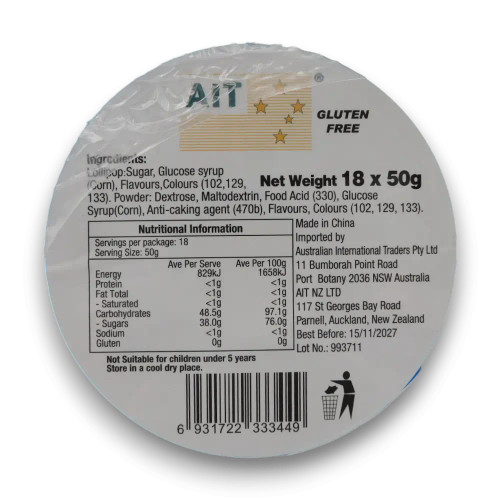 AIT
®
GLUTEN
FREE
Ingredients:
Lollipop:Sugar, Glucose syrup
(Corn), Flavours,Colours (102,129,
133). Powder: Dextrose, Maltodextrin, Food Acid (330), Glucose
Syrup(Corn), Anti-caking agent (470b), Flavours, Colours (102, 129, 133).
Net Weight 18 x 50g
Nutritional Information
Servings per package: 18
Serving Size: 50g
Ave Per Serve Ave Per 100g
Energy 829kJ 1658kJ
Protein <1g <1g
Fat Total <1g <1g
- Saturated <1g <1g
Carbohydrates 48.5g 97.1g
- Sugars 38.0g 76.0g
Sodium <1g <1g
Gluten 0g 0g
Not Suitable for children under 5 years
Store in a cool dry place.
Made in China
Imported by
Australian International Traders Pty Ltd
11 Bumborah Point Road
Port Botany 2036 NSW Australia
AIT NZ LTD
117 St Georges Bay Road
Parnell, Auckland, New Zealand
Best Before: 15/11/2027
Lot No.: 993711
6 931722 333449